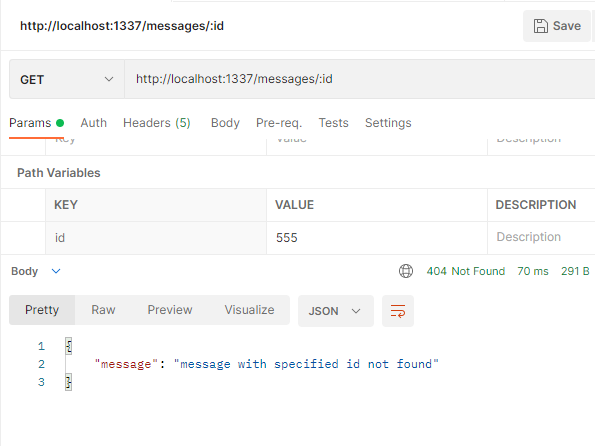 http://localhost:1337/messages/:id
Save
GET
http://localhost:1337/messages/:id
Params Auth Headers (5) Body Pre-req. Tests Settings
Key Value Description
Path Variables
KEY VALUE DESCRIPTION
id 555 Description
Body 404 Not Found 70 ms 291 B
Pretty Raw Preview Visualize JSON
1 {
2 "message": "message with specified id not found"
3 }